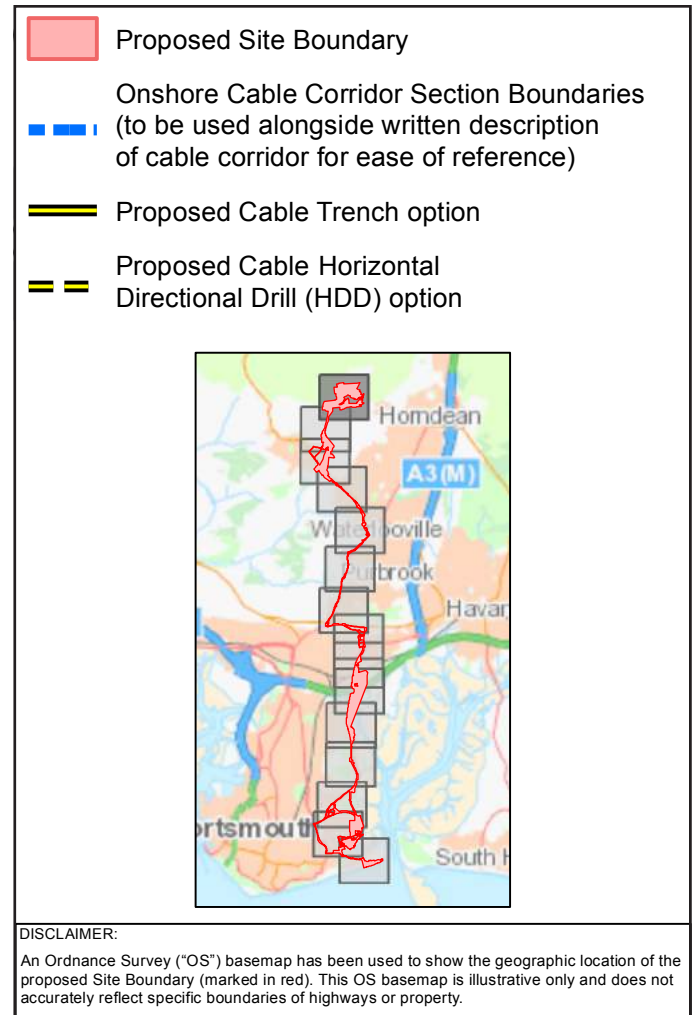 Proposed Site Boundary
Onshore Cable Corridor Section Boundaries
(to be used alongside written description
of cable corridor for ease of reference)
Proposed Cable Trench option
Proposed Cable Horizontal
Directional Drill (HDD) option
Horndean
A3(M)
Waterlooville
Purbrook
Havan
ortsmouth
South H
DISCLAIMER:
An Ordnance Survey ("OS") basemap has been used to show the geographic location of the
proposed Site Boundary (marked in red). This OS basemap is illustrative only and does not
accurately reflect specific boundaries of highways or property.